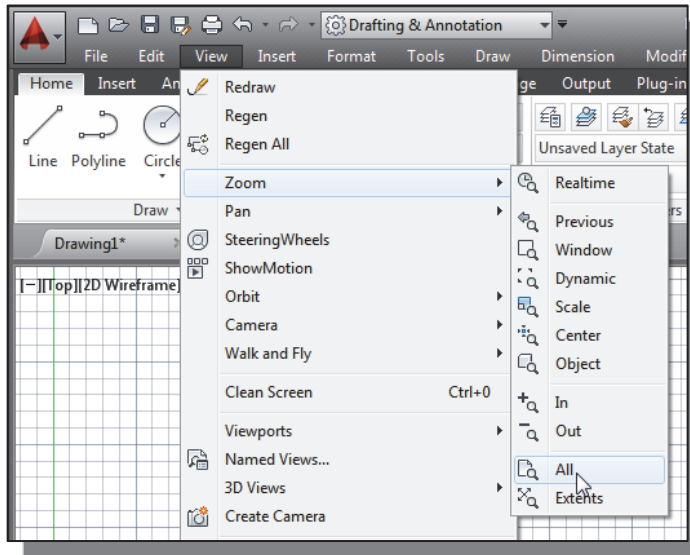 Drafting & Annotation
File Edit View Insert Format Tools Draw Dimension Modif
Home Insert An ge Output Plug-in
Redraw
Regen
Regen All
Unsaved Layer State
Line Polyline Circle
Zoom
Realtime
Pan
Draw
rs
Previous
Drawing1*
SteeringWheels
Window
ShowMotion
Dynamic
[−][Top][2D Wireframe]
Orbit
Scale
Camera
Center
Walk and Fly
Object
Clean Screen Ctrl+0
In
Viewports
Out
Named Views...
All
3D Views
Extents
Create Camera